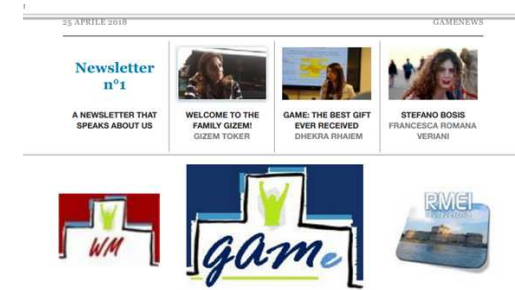 25 APRILE 2018
GAMENEWS
Newsletter
n°1
A NEWSLETTER THAT
SPEAKS ABOUT US
WELCOME TO THE
FAMILY GIZEM!
GIZEM TOKER
GAME: THE BEST GIFT
EVER RECEIVED
DHEKRA RHAIEM
STEFANO BOSIS
FRANCESCA ROMANA
VERIANI
WM
game
RMEI